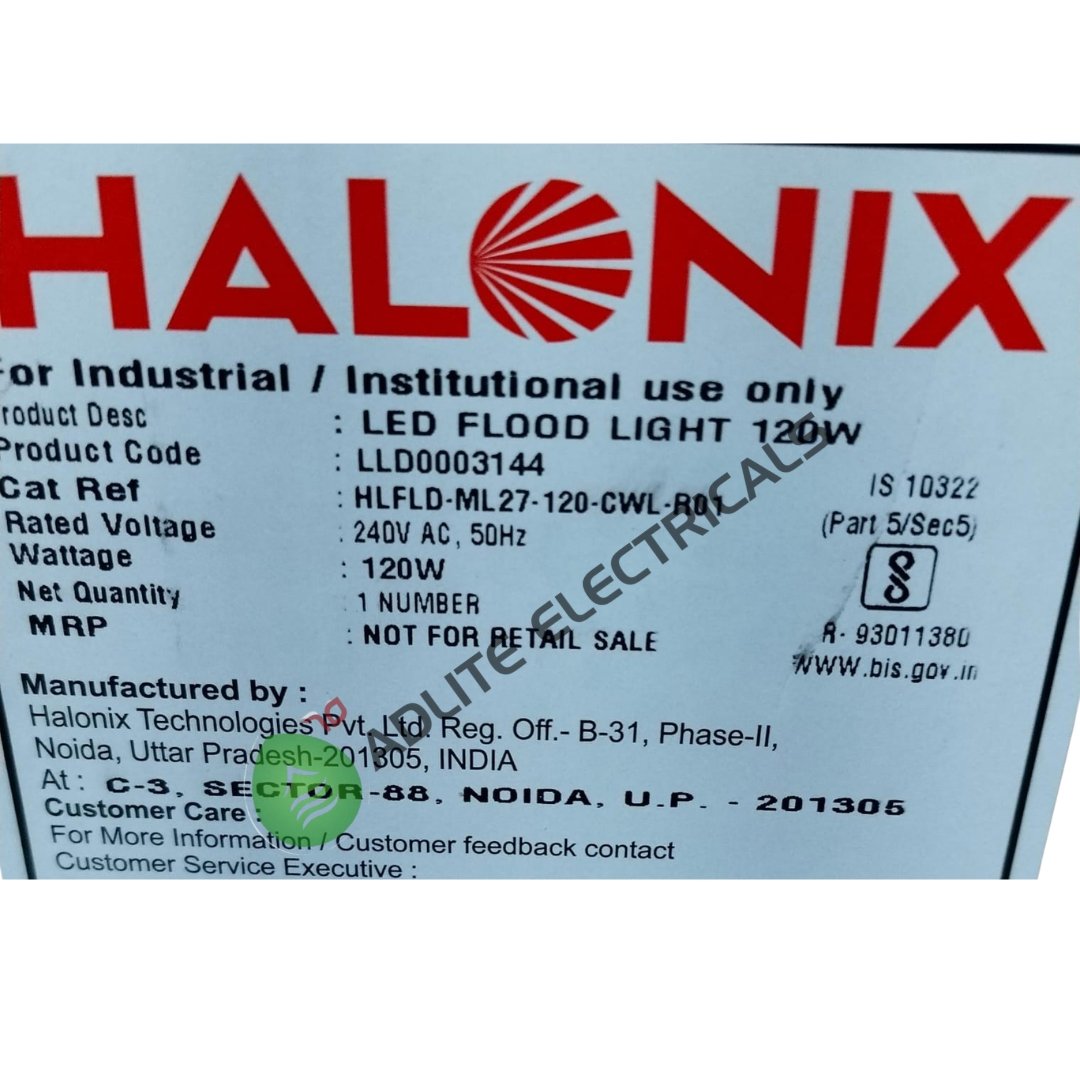 HALONIX
For Industrial / Institutional use only
Product Desc : LED FLOOD LIGHT 120W
Product Code : LLD0003144
Cat Ref : HLFLD-ML27-120-CWL-R01
Rated Voltage : 240V AC, 50Hz
Wattage : 120W
Net Quantity : 1 NUMBER
MRP : NOT FOR RETAIL SALE
IS 10322
(Part 5/Sec5)
R- 93011380
www.bis.gov.in
Manufactured by :
Halonix Technologies Pvt. Ltd. Reg. Off.- B-31, Phase-II,
Noida, Uttar Pradesh-201305, INDIA
At : C-3, SECTOR-88, NOIDA, U.P. - 201305
Customer Care :
For More Information / Customer feedback contact
Customer Service Executive :
ADLITE ELECTRICALS